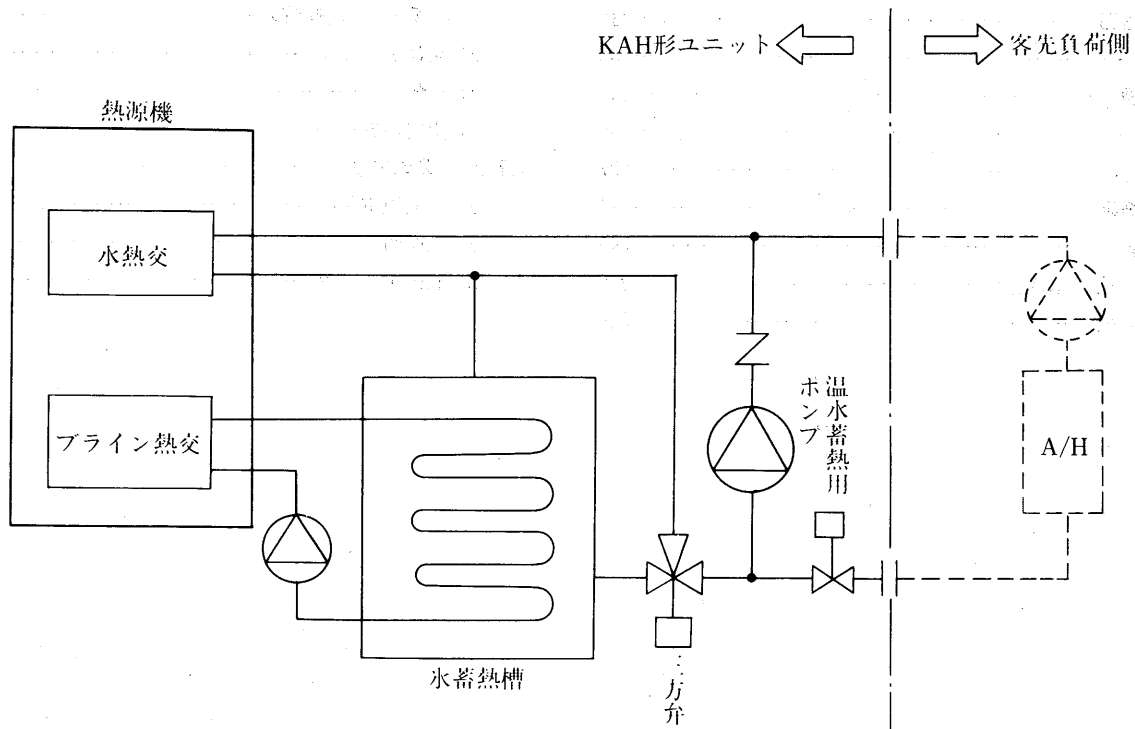 KAH形ユニット
客先負荷側
熱源機
水熱交
ブライン熱交
温水蓄熱用
ポンプ
A/H
氷蓄熱槽
三方弁